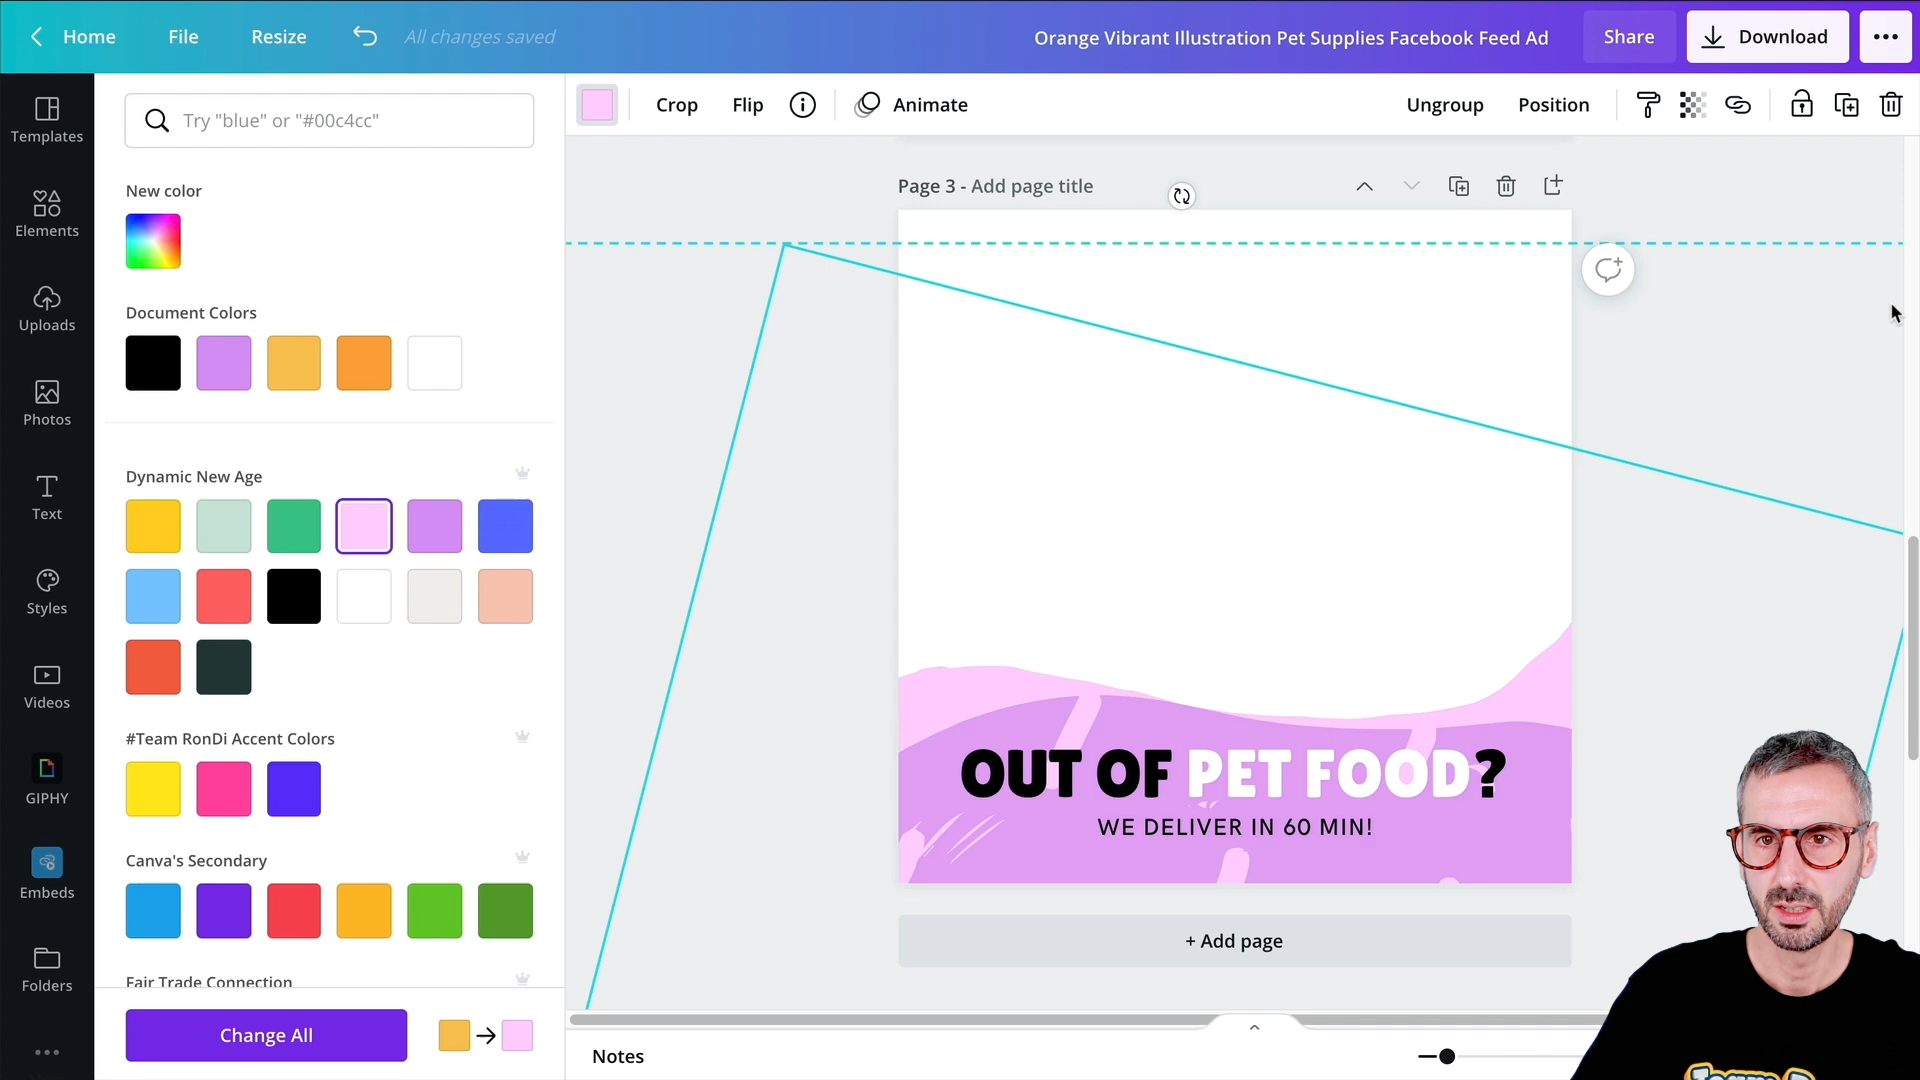 Home
File
Resize
All changes saved
Orange Vibrant Illustration Pet Supplies Facebook Feed Ad
Share
Download
Templates
Elements
Uploads
Photos
Text
Styles
Videos
GIPHY
Embeds
Folders
Try "blue" or "#00c4cc"
New color
Document Colors
Dynamic New Age
#Team RonDi Accent Colors
Canva's Secondary
Fair Trade Connection
Change All
Crop
Flip
Animate
Ungroup
Position
Page 3 - Add page title
OUT OF PET FOOD?
WE DELIVER IN 60 MIN!
+ Add page
Notes